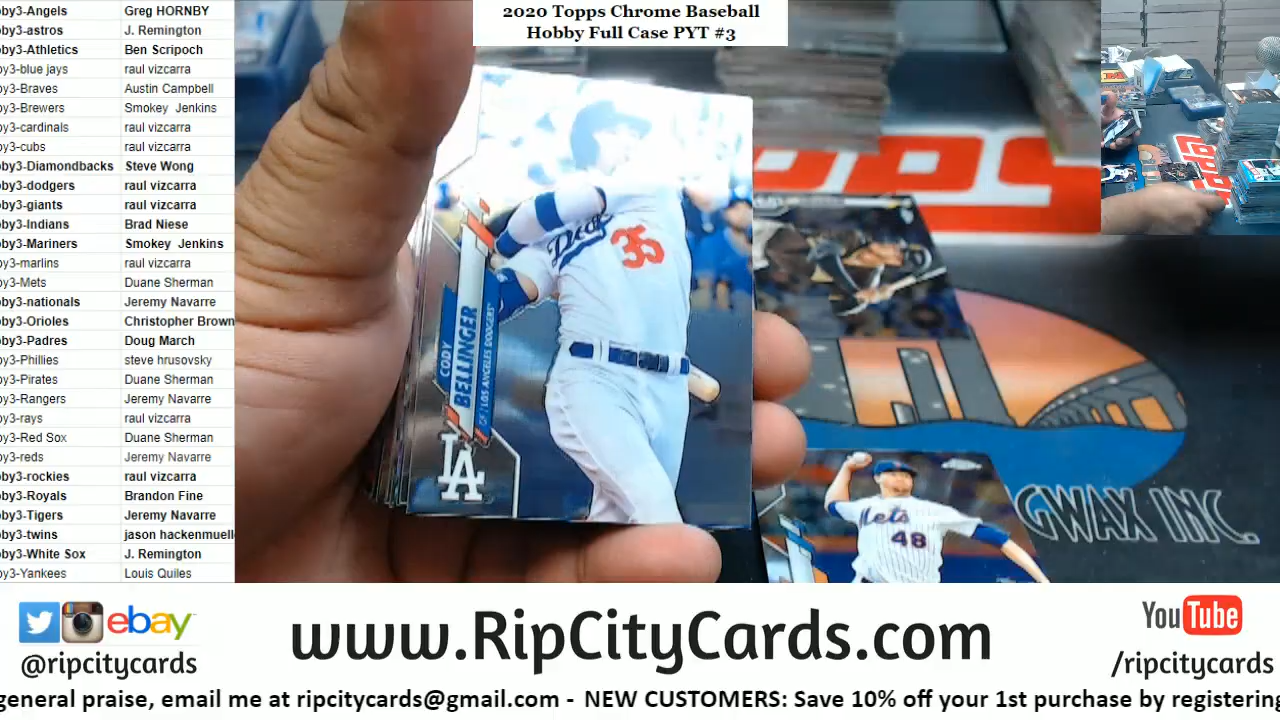 by3-Angels Greg HORNBY
by3-astros J. Remington
by3-Athletics Ben Scripoch
by3-blue jays raul vizcarra
by3-Braves Austin Campbell
by3-Brewers Smokey Jenkins
by3-cardinals raul vizcarra
by3-cubs raul vizcarra
by3-Diamondbacks Steve Wong
by3-dodgers raul vizcarra
by3-giants raul vizcarra
by3-Indians Brad Niese
by3-Mariners Smokey Jenkins
by3-marlins raul vizcarra
by3-Mets Duane Sherman
by3-nationals Jeremy Navarre
by3-Orioles Christopher Brown
by3-Padres Doug March
by3-Phillies steve hrusovsky
by3-Pirates Duane Sherman
by3-Rangers Jeremy Navarre
by3-rays raul vizcarra
by3-Red Sox Duane Sherman
by3-reds Jeremy Navarre
by3-rockies raul vizcarra
by3-Royals Brandon Fine
by3-Tigers Jeremy Navarre
by3-twins jason hackenmuell
by3-White Sox J. Remington
by3-Yankees Louis Quiles
2020 Topps Chrome Baseball
Hobby Full Case PYT #3
35
CODY
BELLINGER
LOS ANGELES DODGERS
LA
Mets
48
GWAX INC.
ebay
@ripcitycards
www.RipCityCards.com
YouTube
/ripcitycards
general praise, email me at ripcitycards@gmail.com - NEW CUSTOMERS: Save 10% off your 1st purchase by registering